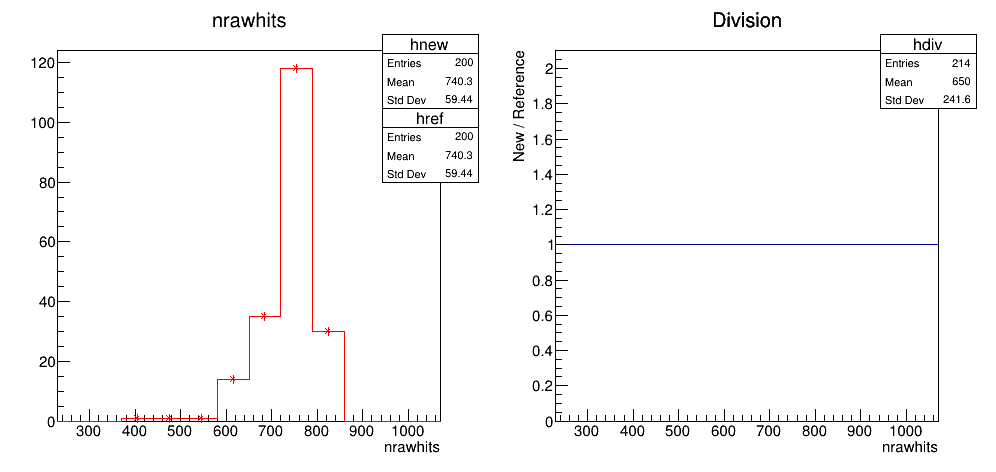 nrawhits
hnew
Entries 200
Mean 740.3
Std Dev 59.44
href
Entries 200
Mean 740.3
Std Dev 59.44
120
100
80
60
40
20
0
300 400 500 600 700 800 900 1000
nrawhits
Division
hdiv
Entries 214
Mean 650
Std Dev 241.6
New / Reference
2
1.8
1.6
1.4
1.2
1
0.8
0.6
0.4
0.2
0
300 400 500 600 700 800 900 1000
nrawhits